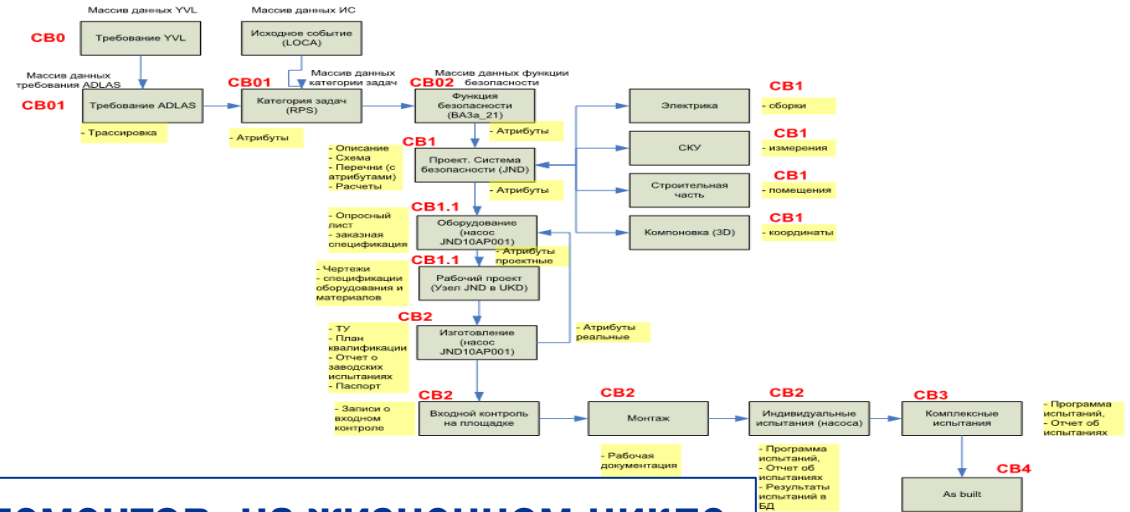 Массив данных YVL
Массив данных ИС
СВ0
Требование YVL
Исходное событие
(LOCA)
Массив данных
требования ADLAS
Массив данных
категории задач
Массив данных функции
безопасности
СВ01
СВ01
СВ02
Требование ADLAS
Категория задач
(RPS)
Функция
безопасности
(BA3a_21)
- Трассировка
- Атрибуты
- Атрибуты
Электрика
СВ1
- сборки
СВ1
- Описание
- Схема
- Перечни (с
атрибутами)
- Расчеты
Проект. Система
безопасности (JND)
- Атрибуты
СКУ
СВ1
- измерения
Строительная
часть
СВ1
- помещения
Компоновка (3D)
СВ1
- координаты
СВ1.1
- Опросный
лист
- заказная
спецификация
Оборудование
(насос
JND10AP001)
- Атрибуты
проектные
СВ1.1
- Чертежи
- спецификации
оборудования и
материалов
Рабочий проект
(Узел JND в UKD)
СВ2
- ТУ
- План
квалификации
- Отчет о
заводских
испытаниях
- Паспорт
Изготовление
(насос
JND10AP001)
- Атрибуты
реальные
СВ2
СВ2
СВ2
СВ3
- Записи о
входном
контроле
Входной контроль
на площадке
Монтаж
Индивидуальные
испытания (насоса)
Комплексные
испытания
- Программа
испытаний,
- Отчет об
испытаниях
- Рабочая
документация
- Программа
испытаний,
- Отчет об
испытаниях
- Результаты
испытаний в
БД
СВ4
As built
на жизненном цикле